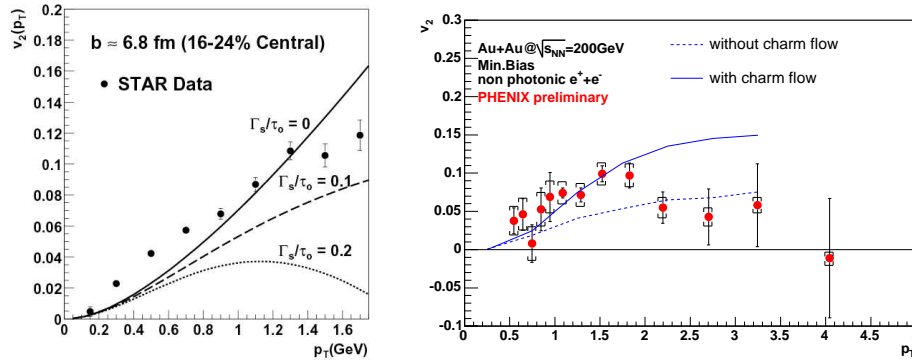 v₂(p_T)
0.2
0.18
0.16
0.14
0.12
0.1
0.08
0.06
0.04
0.02
0
b ≈ 6.8 fm (16-24% Central)
STAR Data
Γs/τo = 0
Γs/τo = 0.1
Γs/τo = 0.2
0 0.2 0.4 0.6 0.8 1 1.2 1.4 1.6
p_T(GeV)
v₂
0.3
0.25
0.2
0.15
0.1
0.05
0
-0.05
-0.1
Au+Au@√s_NN=200GeV
Min.Bias
non photonic e⁺+e⁻
PHENIX preliminary
without charm flow
with charm flow
0 0.5 1 1.5 2 2.5 3 3.5 4 4.5 5
p_T